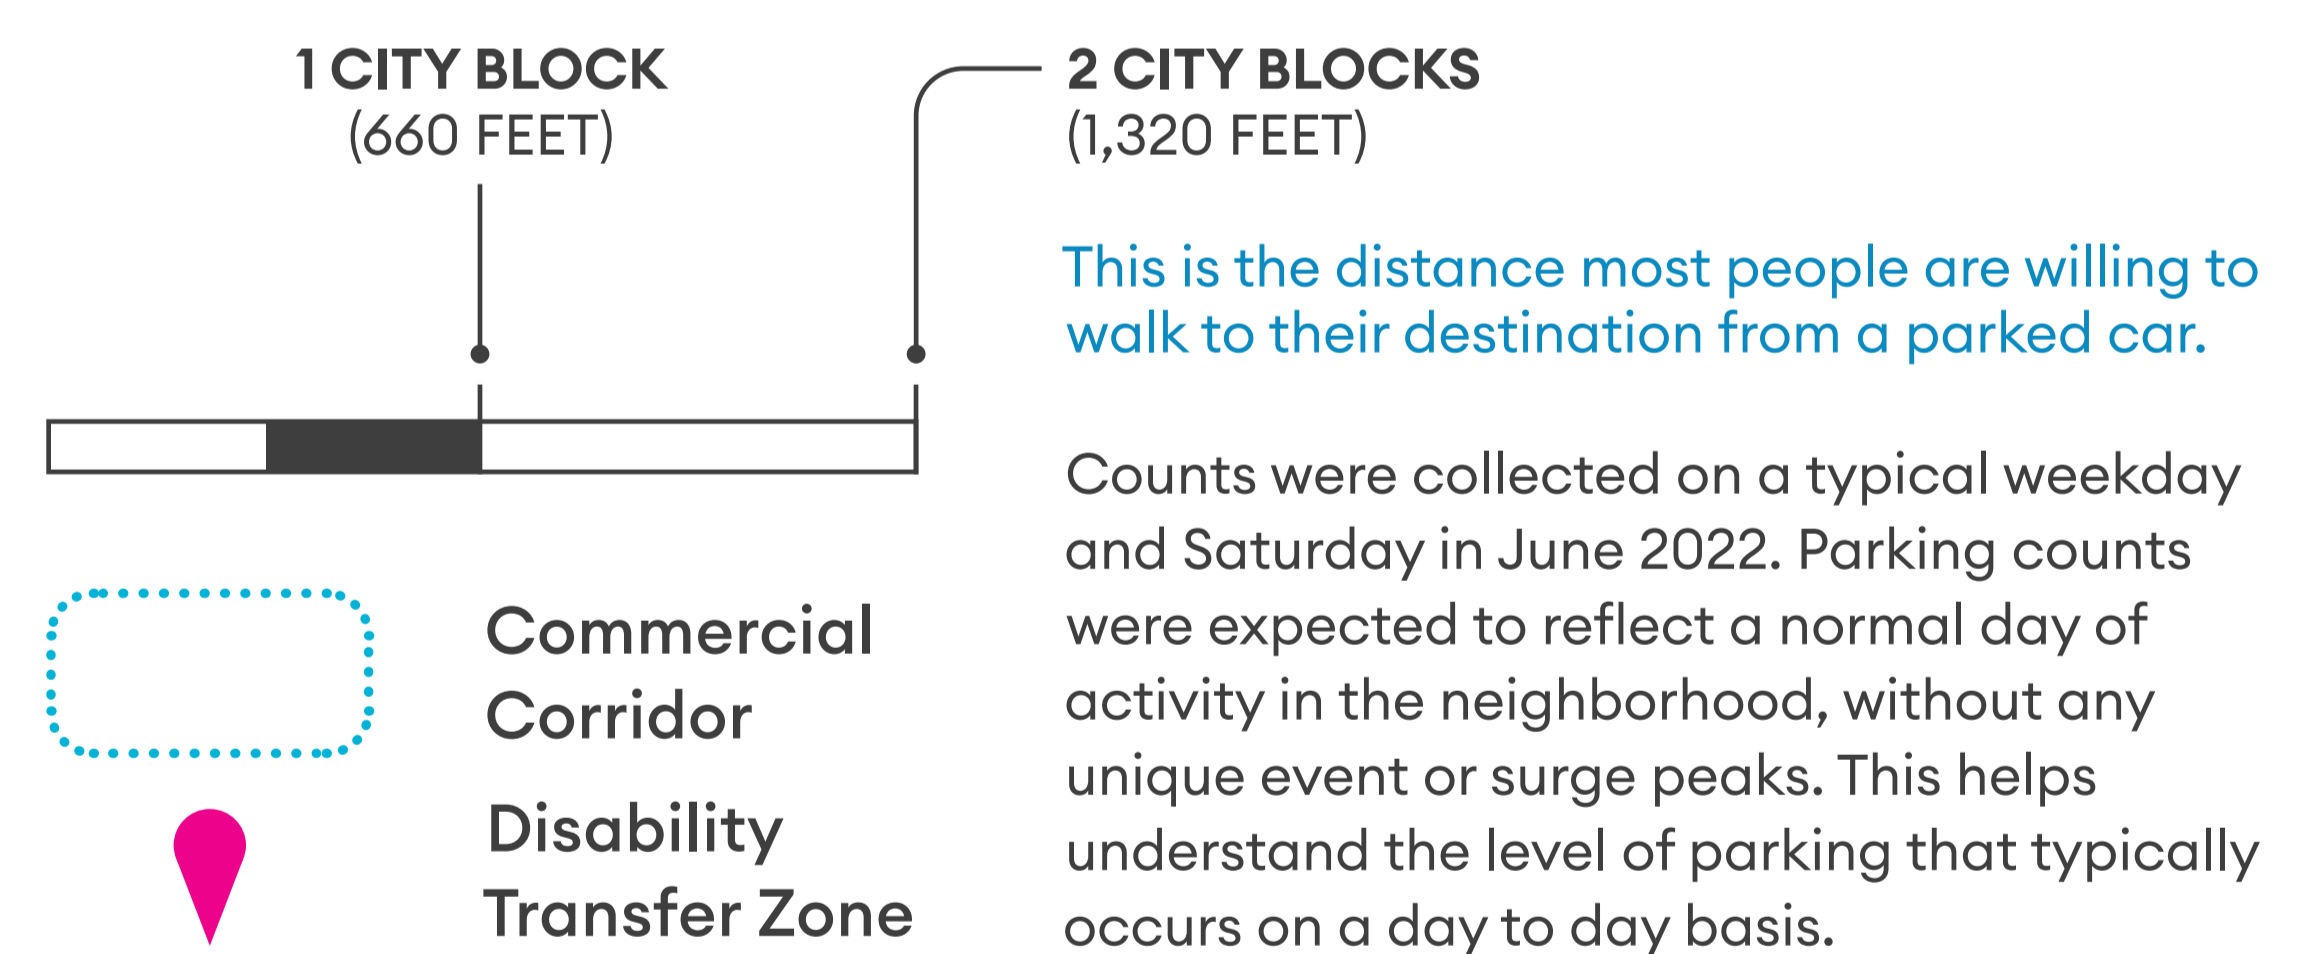 1 CITY BLOCK
(660 FEET)
2 CITY BLOCKS
(1,320 FEET)
This is the distance most people are willing to
walk to their destination from a parked car.
Counts were collected on a typical weekday
and Saturday in June 2022. Parking counts
were expected to reflect a normal day of
activity in the neighborhood, without any
unique event or surge peaks. This helps
understand the level of parking that typically
occurs on a day to day basis.
Commercial
Corridor
Disability
Transfer Zone